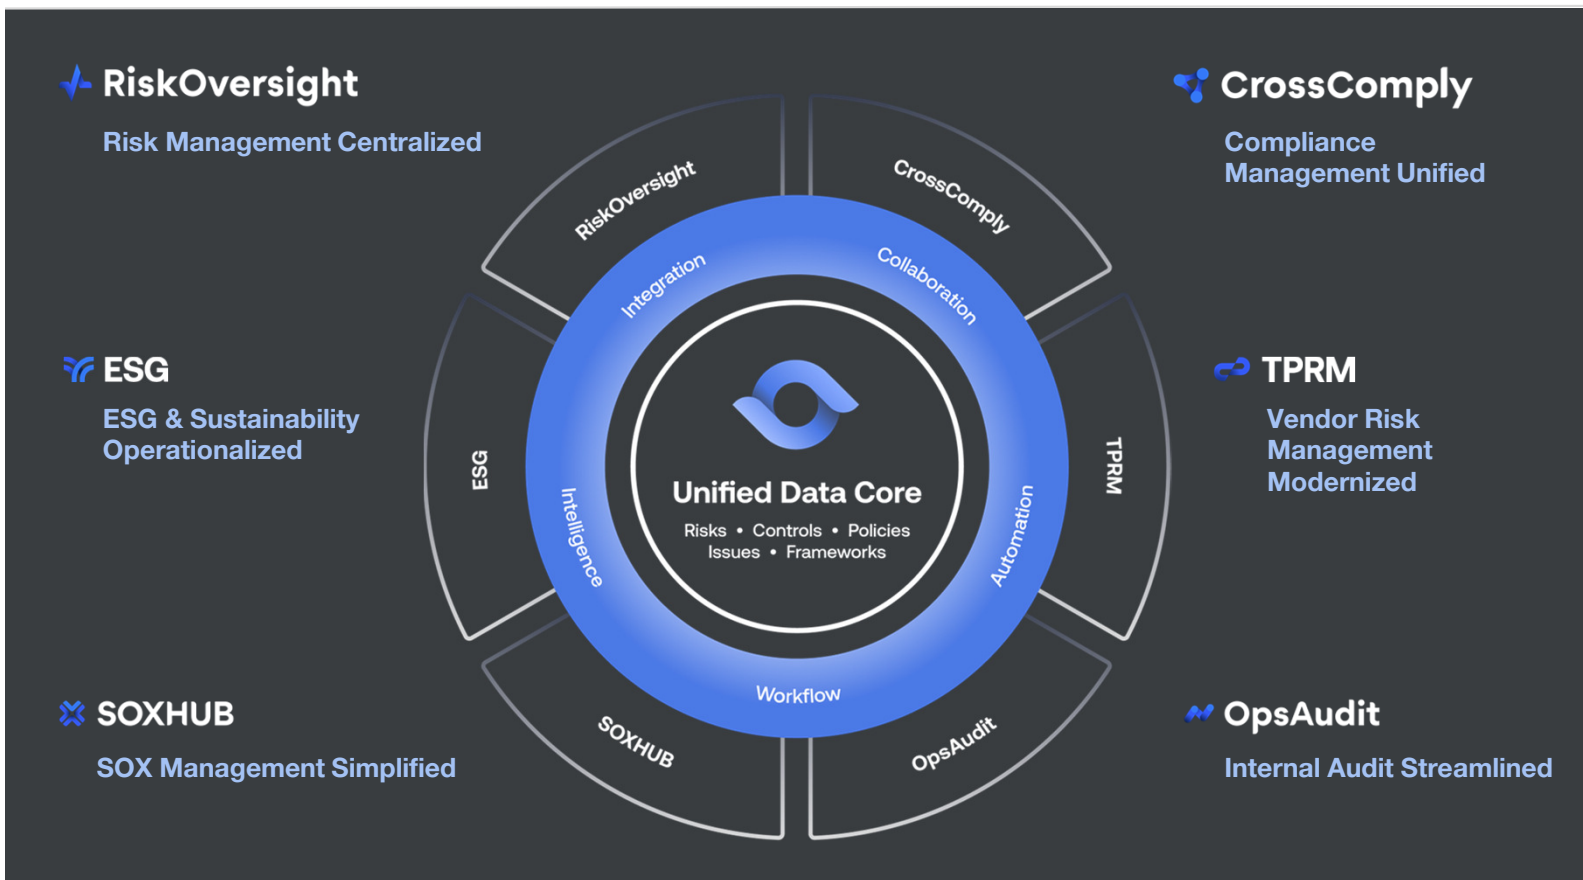 RiskOversight
Risk Management Centralized
CrossComply
Compliance
Management Unified
RiskOversight
CrossComply
Integration
Collaboration
ESG
ESG & Sustainability
Operationalized
TPRM
Vendor Risk
Management
Modernized
ESG
TPRM
Intelligence
Automation
Unified Data Core
Risks • Controls • Policies
Issues • Frameworks
Workflow
SOXHUB
SOX Management Simplified
OpsAudit
Internal Audit Streamlined
SOXHUB
OpsAudit